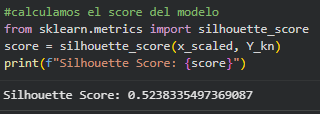 #calculamos el score del modelo
from sklearn.metrics import silhouette_score
score = silhouette_score(x_scaled, Y_kn)
print(f"Silhouette Score: {score}")
Silhouette Score: 0.5238335497369087